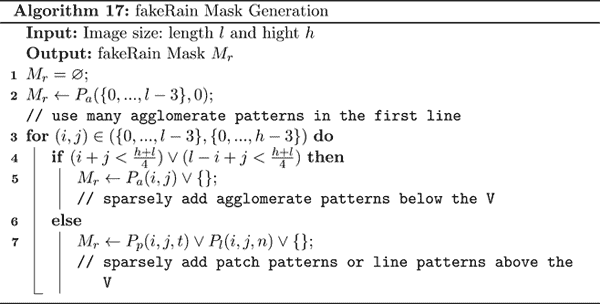 Algorithm 17: fakeRain Mask Generation
Input: Image size: length l and hight h
Output: fakeRain Mask M_r
1 M_r = ∅;
2 M_r ← P_a({0, ..., l − 3}, 0);
// use many agglomerate patterns in the first line
3 for (i, j) ∈ ({0, ..., l − 3}, {0, ..., h − 3}) do
4 if (i + j < (h+l)/4) ∨ (l − i + j < (h+l)/4) then
5 M_r ← P_a(i, j) ∨ {};
// sparsely add agglomerate patterns below the V
6 else
7 M_r ← P_p(i, j, t) ∨ P_l(i, j, n) ∨ {};
// sparsely add patch patterns or line patterns above the
V